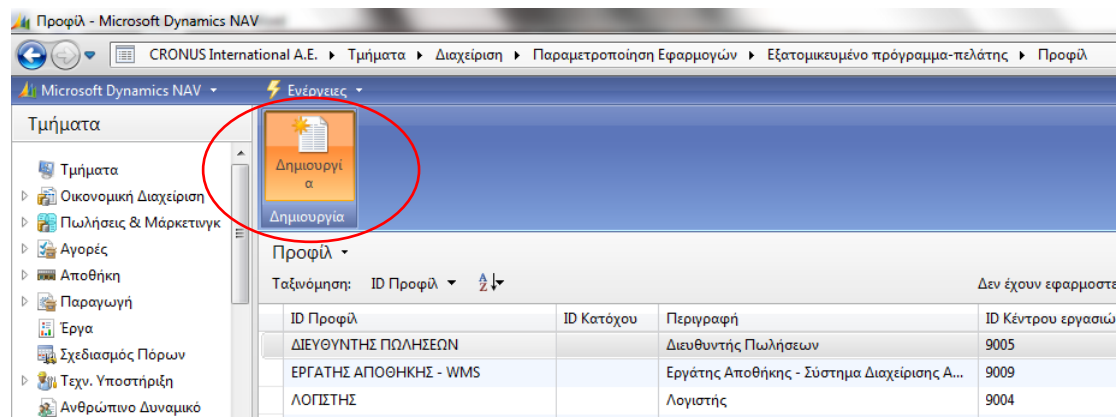 Προφίλ - Microsoft Dynamics NAV
CRONUS International A.E. Τμήματα Διαχείριση Παραμετροποίηση Εφαρμογών Εξατομικευμένο πρόγραμμα-πελάτης Προφίλ
Microsoft Dynamics NAV Ενέργειες
Τμήματα
Τμήματα
Οικονομική Διαχείριση
Πωλήσεις & Μάρκετινγκ
Αγορές
Αποθήκη
Παραγωγή
Έργα
Σχεδιασμός Πόρων
Τεχν. Υποστήριξη
Ανθρώπινο Δυναμικό
Δημιουργί
α
Δημιουργία
Προφίλ
Ταξινόμηση: ID Προφίλ Δεν έχουν εφαρμοστε
ID Προφίλ ID Κατόχου Περιγραφή ID Κέντρου εργασιώ
ΔΙΕΥΘΥΝΤΗΣ ΠΩΛΗΣΕΩΝ Διευθυντής Πωλήσεων 9005
ΕΡΓΑΤΗΣ ΑΠΟΘΗΚΗΣ - WMS Εργάτης Αποθήκης - Σύστημα Διαχείρισης Α... 9009
ΛΟΓΙΣΤΗΣ Λογιστής 9004